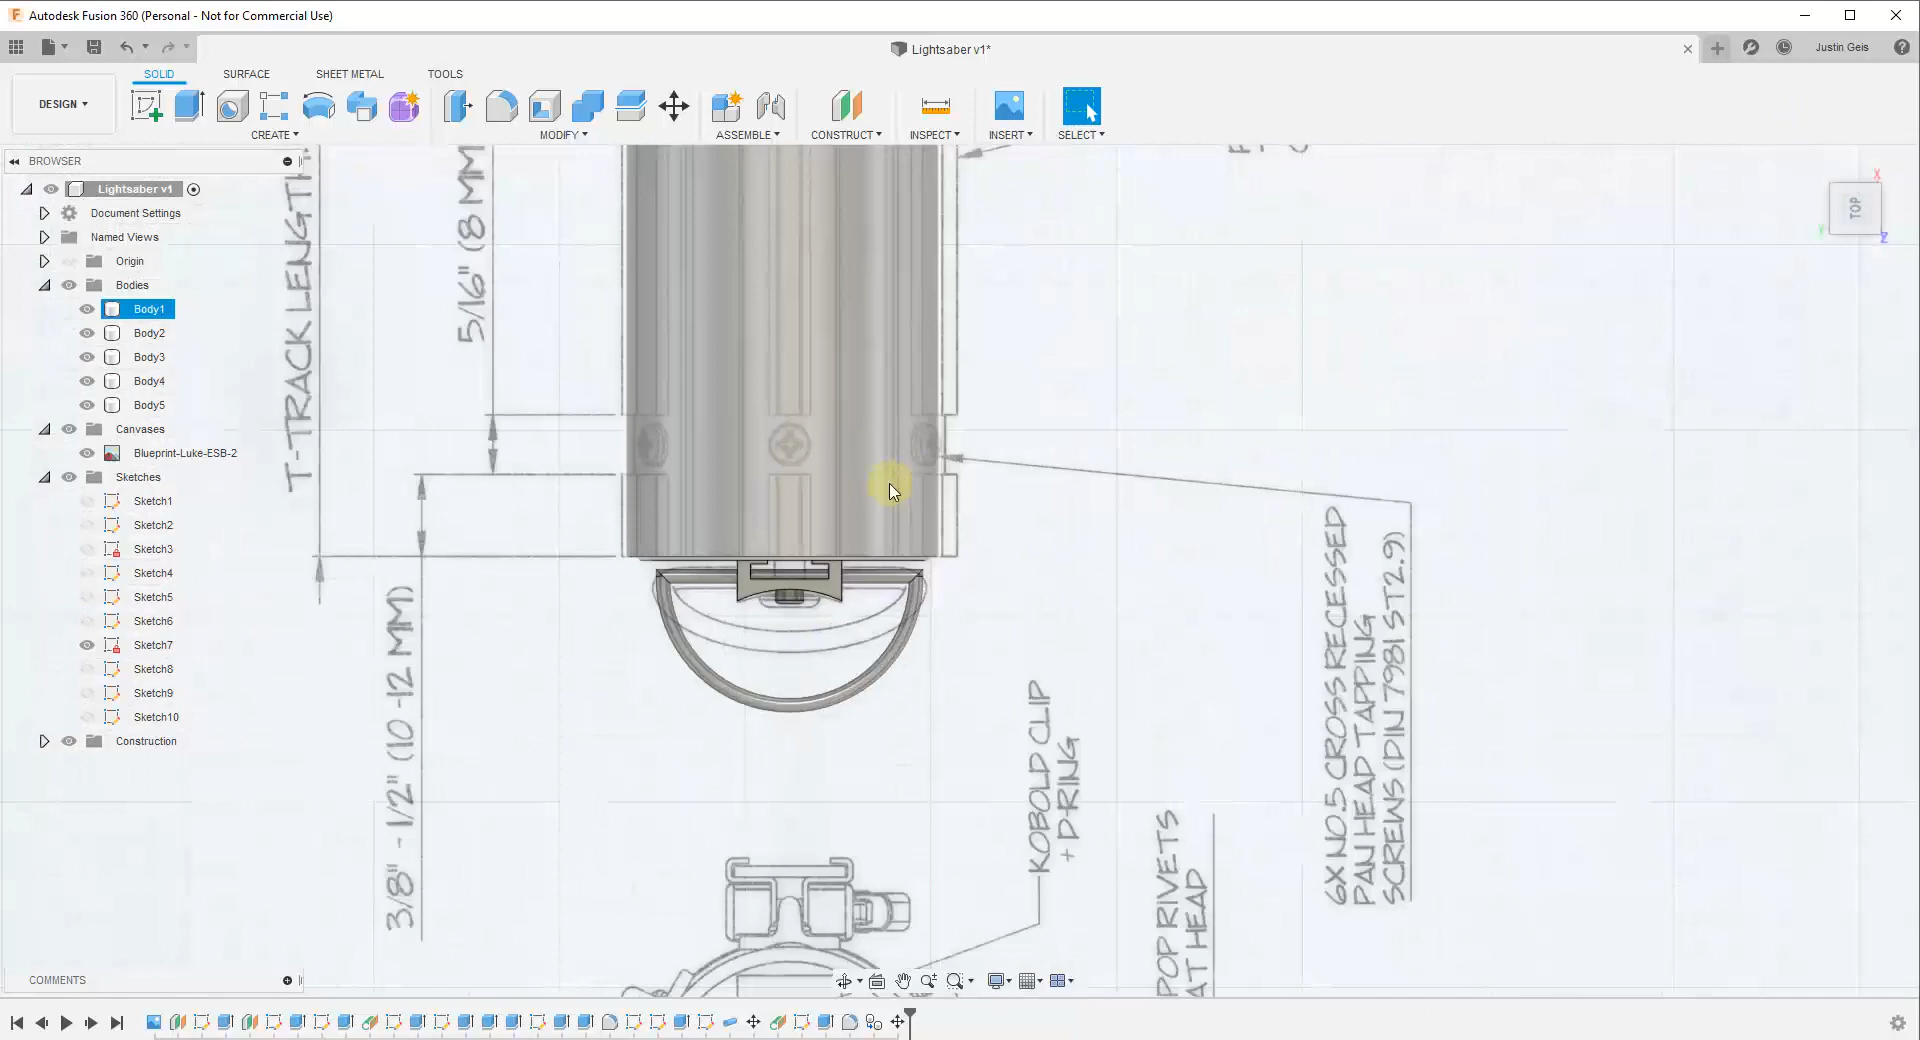 Autodesk Fusion 360 (Personal - Not for Commercial Use)
Lightsaber v1*
Justin Geis
DESIGN
SOLID
SURFACE
SHEET METAL
TOOLS
CREATE
MODIFY
ASSEMBLE
CONSTRUCT
INSPECT
INSERT
SELECT
BROWSER
Lightsaber v1
Document Settings
Named Views
Origin
Bodies
Body1
Body2
Body3
Body4
Body5
Canvases
Blueprint-Luke-ESB-2
Sketches
Sketch1
Sketch2
Sketch3
Sketch4
Sketch5
Sketch6
Sketch7
Sketch8
Sketch9
Sketch10
Construction
T-TRACK LENGTH
5/16" (8 MM
3/8" - 1/2" (10 -12 MM)
KOBOLD CLIP
+ D-RING
POP RIVETS
AT HEAD
6X NO.5 CROSS RECESSED
PAN HEAD TAPPING
SCREWS (DIN 7981 ST2.9)
TOP
X
Y
Z
COMMENTS